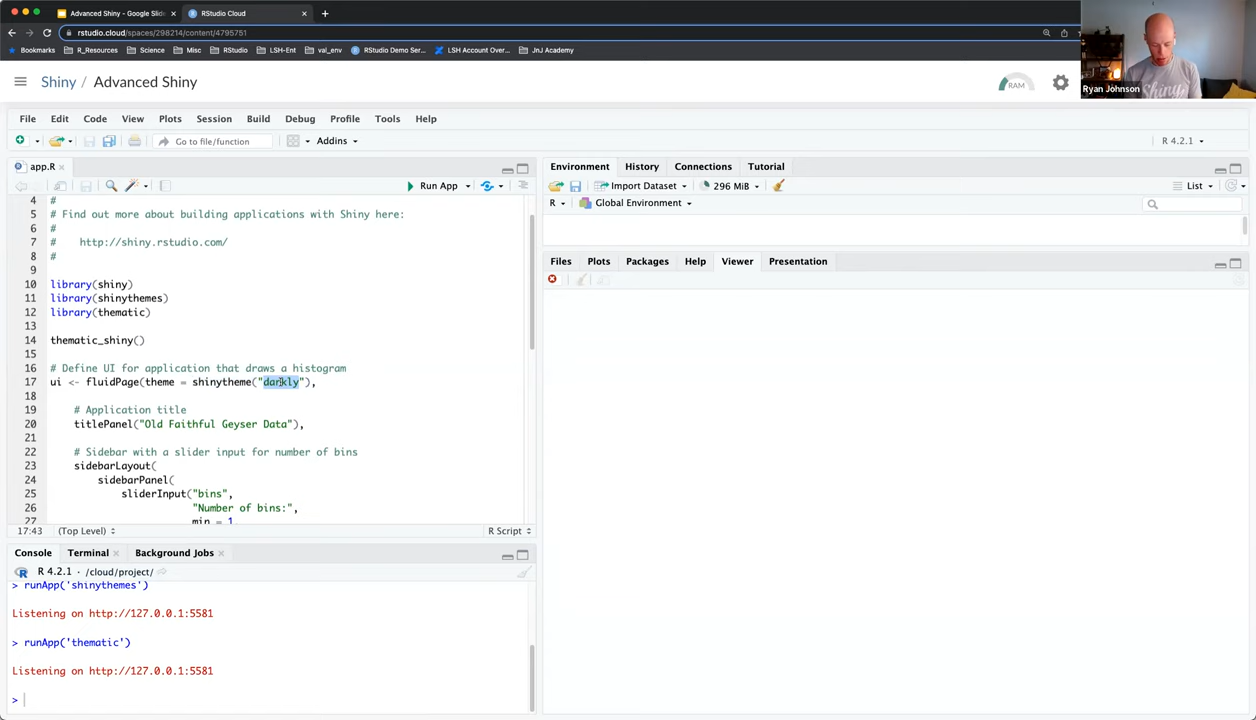 Advanced Shiny - Google Slide
RStudio Cloud
rstudio.cloud/spaces/298214/content/4795751
Bookmarks R_Resources Science Misc RStudio LSH-Ent val_env RStudio Demo Serv... LSH Account Over... JnJ Academy
Shiny / Advanced Shiny
RAM
Ryan Johnson
File Edit Code View Plots Session Build Debug Profile Tools Help
Go to file/function Addins R 4.2.1
app.R
Run App
4 #
5 # Find out more about building applications with Shiny here:
6 #
7 # http://shiny.rstudio.com/
8 #
9
10 library(shiny)
11 library(shinythemes)
12 library(thematic)
13
14 thematic_shiny()
15
16 # Define UI for application that draws a histogram
17 ui <- fluidPage(theme = shinytheme("darkly"),
18
19 # Application title
20 titlePanel("Old Faithful Geyser Data"),
21
22 # Sidebar with a slider input for number of bins
23 sidebarLayout(
24 sidebarPanel(
25 sliderInput("bins",
26 "Number of bins:",
27 min = 1,
17:43 (Top Level) R Script
Console Terminal Background Jobs
R 4.2.1 · /cloud/project/
> runApp('shinythemes')
Listening on http://127.0.0.1:5581
> runApp('thematic')
Listening on http://127.0.0.1:5581
>
Environment History Connections Tutorial
Import Dataset 296 MiB List
R Global Environment
Files Plots Packages Help Viewer Presentation